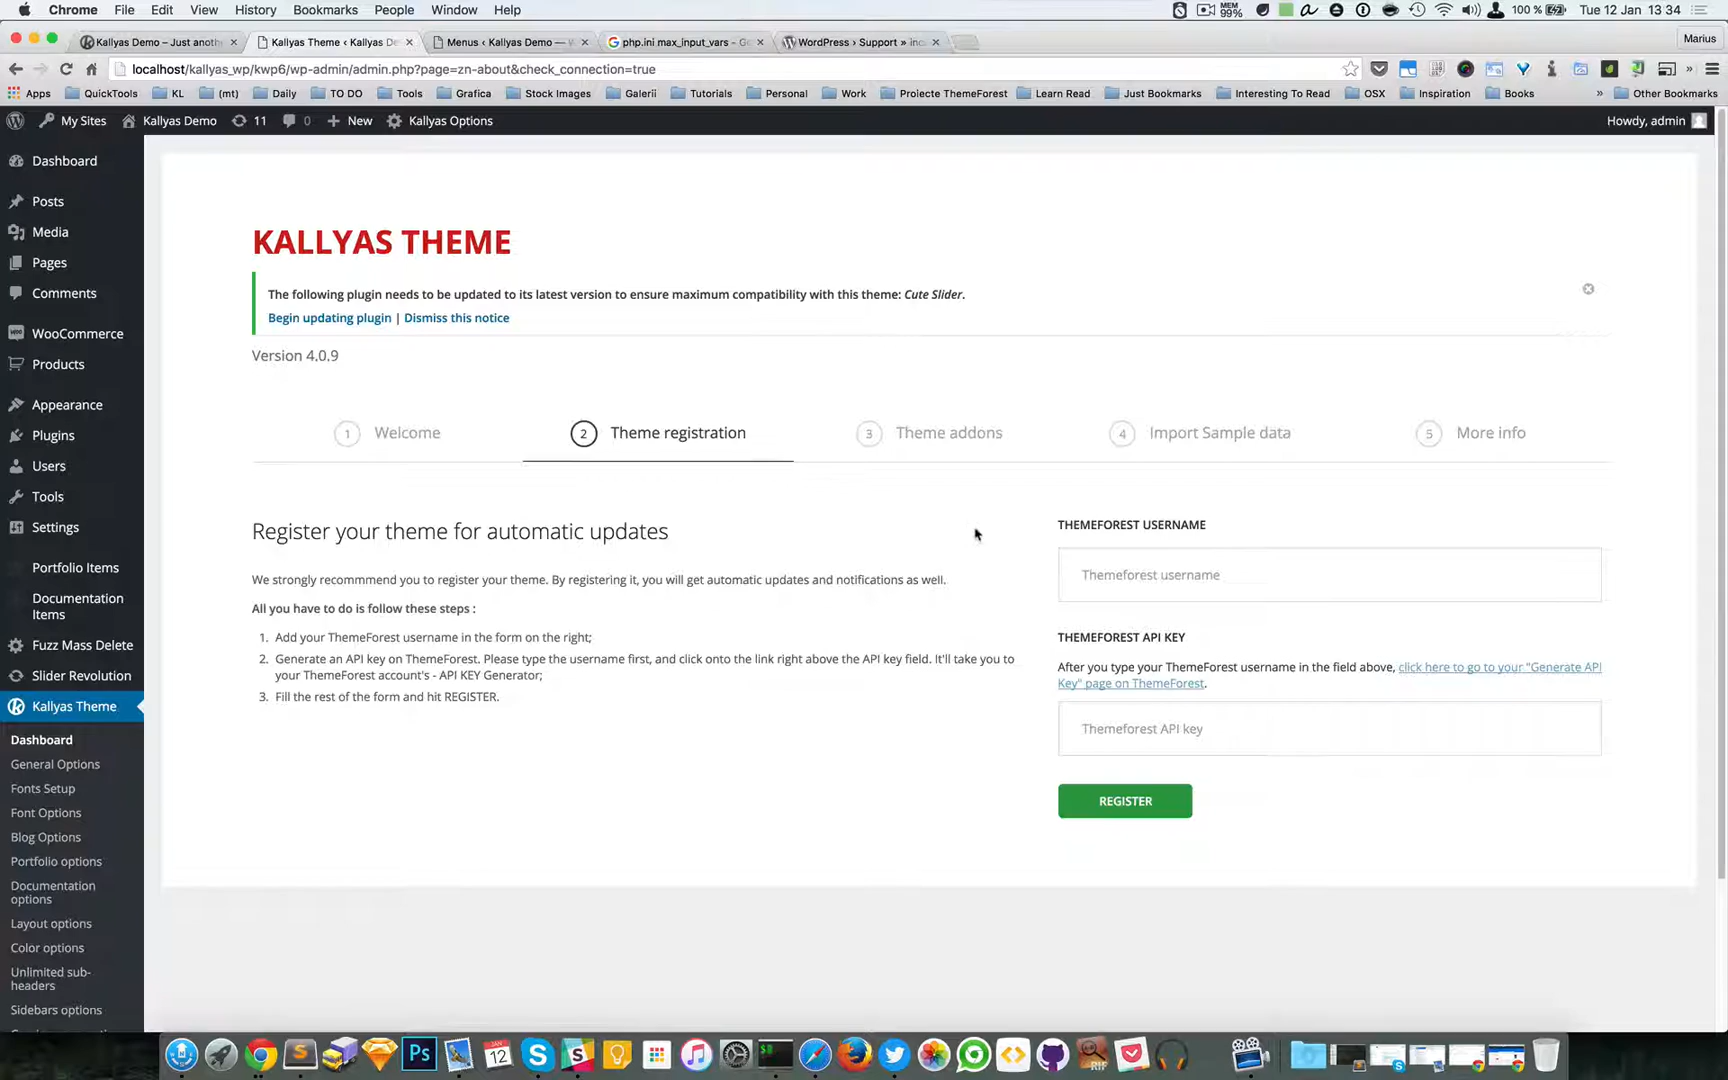 Chrome File Edit View History Bookmarks People Window Help MEM 99% 100 % Tue 12 Jan 13 34
Kallyas Demo – Just anoth × Kallyas Theme ‹ Kallyas De × Menus ‹ Kallyas Demo — W × php.ini max_input_vars - Go × WordPress › Support » inc × Marius
localhost/kallyas_wp/kwp6/wp-admin/admin.php?page=zn-about&check_connection=true
Apps QuickTools KL (mt) Daily TO DO Tools Grafica Stock Images Galerii Tutorials Personal Work Proiecte ThemeForest Learn Read Just Bookmarks Interesting To Read OSX Inspiration Books » Other Bookmarks
My Sites Kallyas Demo 11 0 + New Kallyas Options Howdy, admin
Dashboard
Posts
Media
Pages
Comments
WooCommerce
Products
Appearance
Plugins
Users
Tools
Settings
Portfolio Items
Documentation
Items
Fuzz Mass Delete
Slider Revolution
Kallyas Theme
Dashboard
General Options
Fonts Setup
Font Options
Blog Options
Portfolio options
Documentation
options
Layout options
Color options
Unlimited sub-
headers
Sidebars options
KALLYAS THEME
The following plugin needs to be updated to its latest version to ensure maximum compatibility with this theme: Cute Slider.
Begin updating plugin | Dismiss this notice
Version 4.0.9
1 Welcome 2 Theme registration 3 Theme addons 4 Import Sample data 5 More info
Register your theme for automatic updates
We strongly recommmend you to register your theme. By registering it, you will get automatic updates and notifications as well.
All you have to do is follow these steps :
1. Add your ThemeForest username in the form on the right;
2. Generate an API key on ThemeForest. Please type the username first, and click onto the link right above the API key field. It'll take you to
your ThemeForest account's - API KEY Generator;
3. Fill the rest of the form and hit REGISTER.
THEMEFOREST USERNAME
Themeforest username
THEMEFOREST API KEY
After you type your ThemeForest username in the field above, click here to go to your "Generate API
Key" page on ThemeForest.
Themeforest API key
REGISTER
Ps JAN 12 RIF